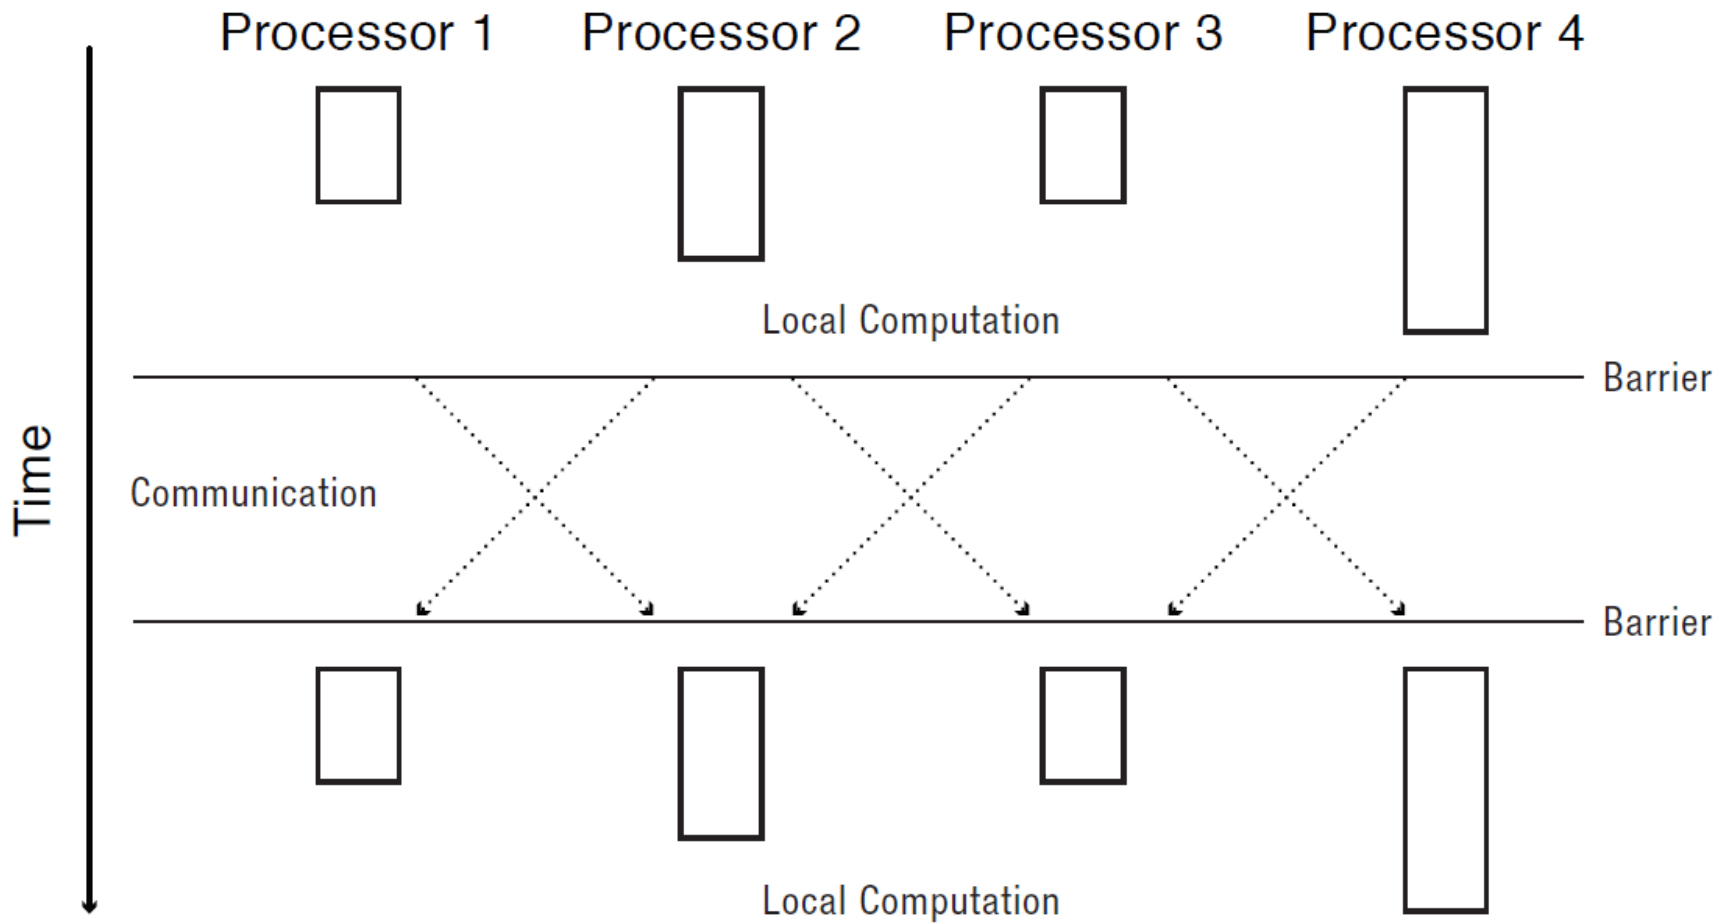 Processor 1
Processor 2
Processor 3
Processor 4
Local Computation
Barrier
Time
Communication
Barrier
Local Computation